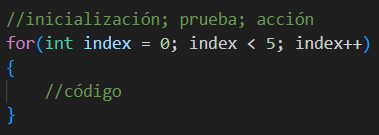 //inicialización; prueba; acción
for(int index = 0; index < 5; index++)
{
    //código
}